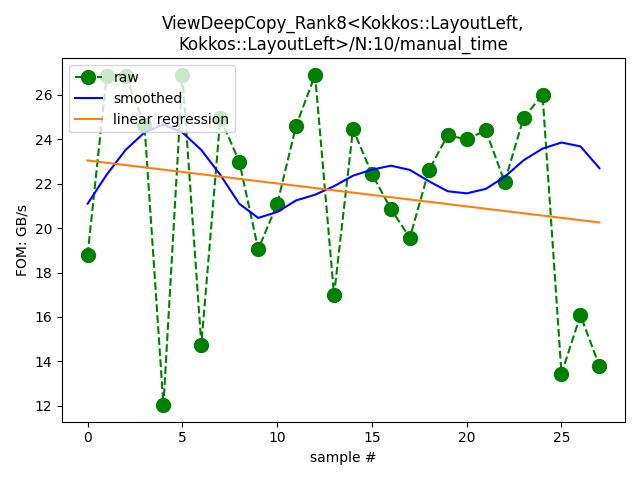 ViewDeepCopy_Rank8<Kokkos::LayoutLeft,
Kokkos::LayoutLeft>/N:10/manual_time
raw
smoothed
linear regression
FOM: GB/s
26
24
22
20
18
16
14
12
0 5 10 15 20 25
sample #